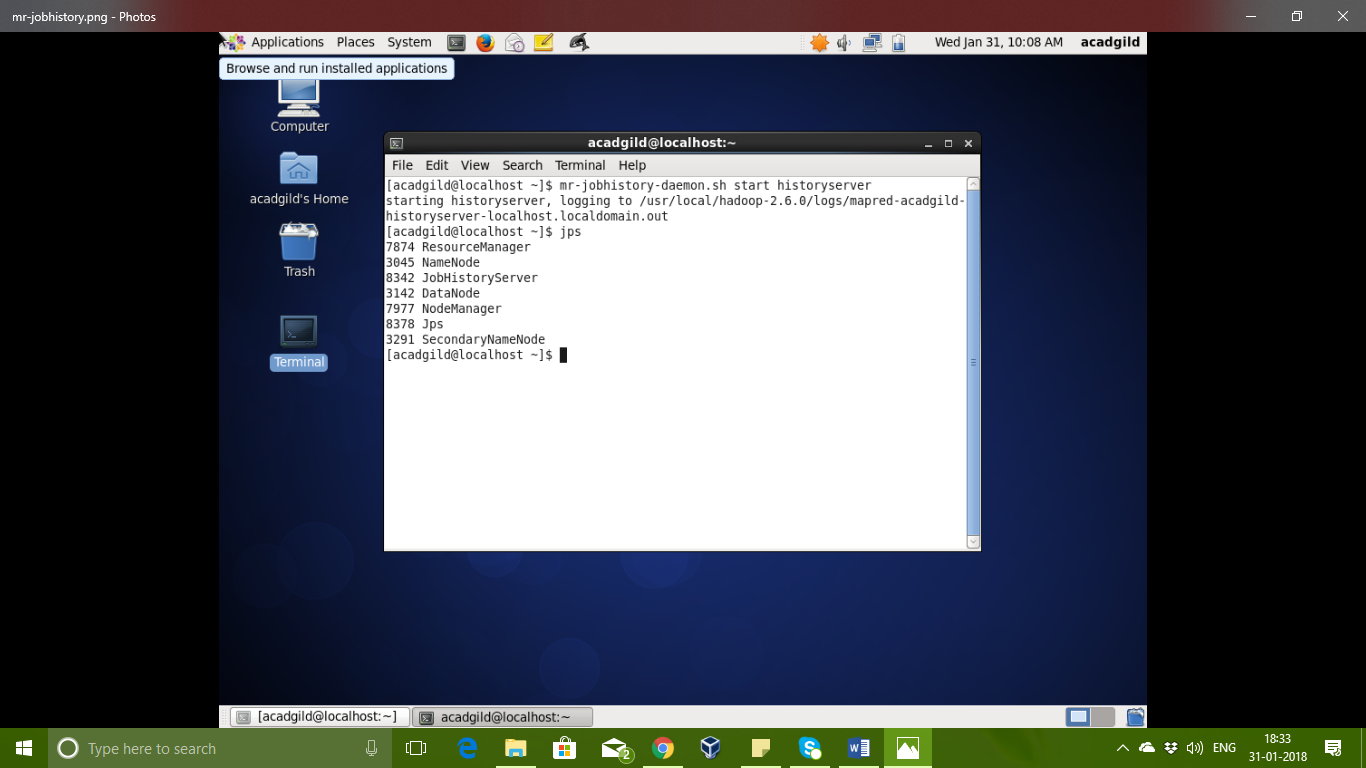 mr-jobhistory.png - Photos
Applications Places System
Wed Jan 31, 10:08 AM acadgild
Browse and run installed applications
Computer
acadgild's Home
Trash
Terminal
acadgild@localhost:~
File Edit View Search Terminal Help
[acadgild@localhost ~]$ mr-jobhistory-daemon.sh start historyserver
starting historyserver, logging to /usr/local/hadoop-2.6.0/logs/mapred-acadgild-
historyserver-localhost.localdomain.out
[acadgild@localhost ~]$ jps
7874 ResourceManager
3045 NameNode
8342 JobHistoryServer
3142 DataNode
7977 NodeManager
8378 Jps
3291 SecondaryNameNode
[acadgild@localhost ~]$
[acadgild@localhost:~] acadgild@localhost:~
Type here to search
2
ENG
18:33
31-01-2018